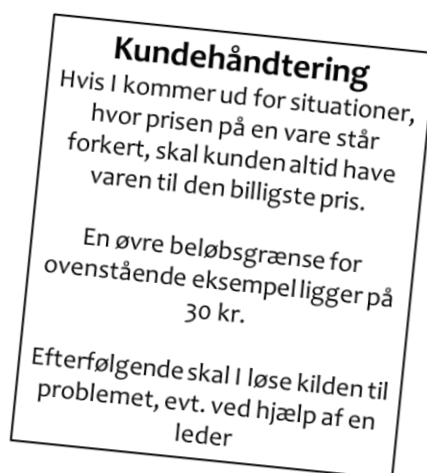 Kundehåndtering
Hvis I kommer ud for situationer,
hvor prisen på en vare står
forkert, skal kunden altid have
varen til den billigste pris.
En øvre beløbsgrænse for
ovenstående eksempel ligger på
30 kr.
Efterfølgende skal I løse kilden til
problemet, evt. ved hjælp af en
leder